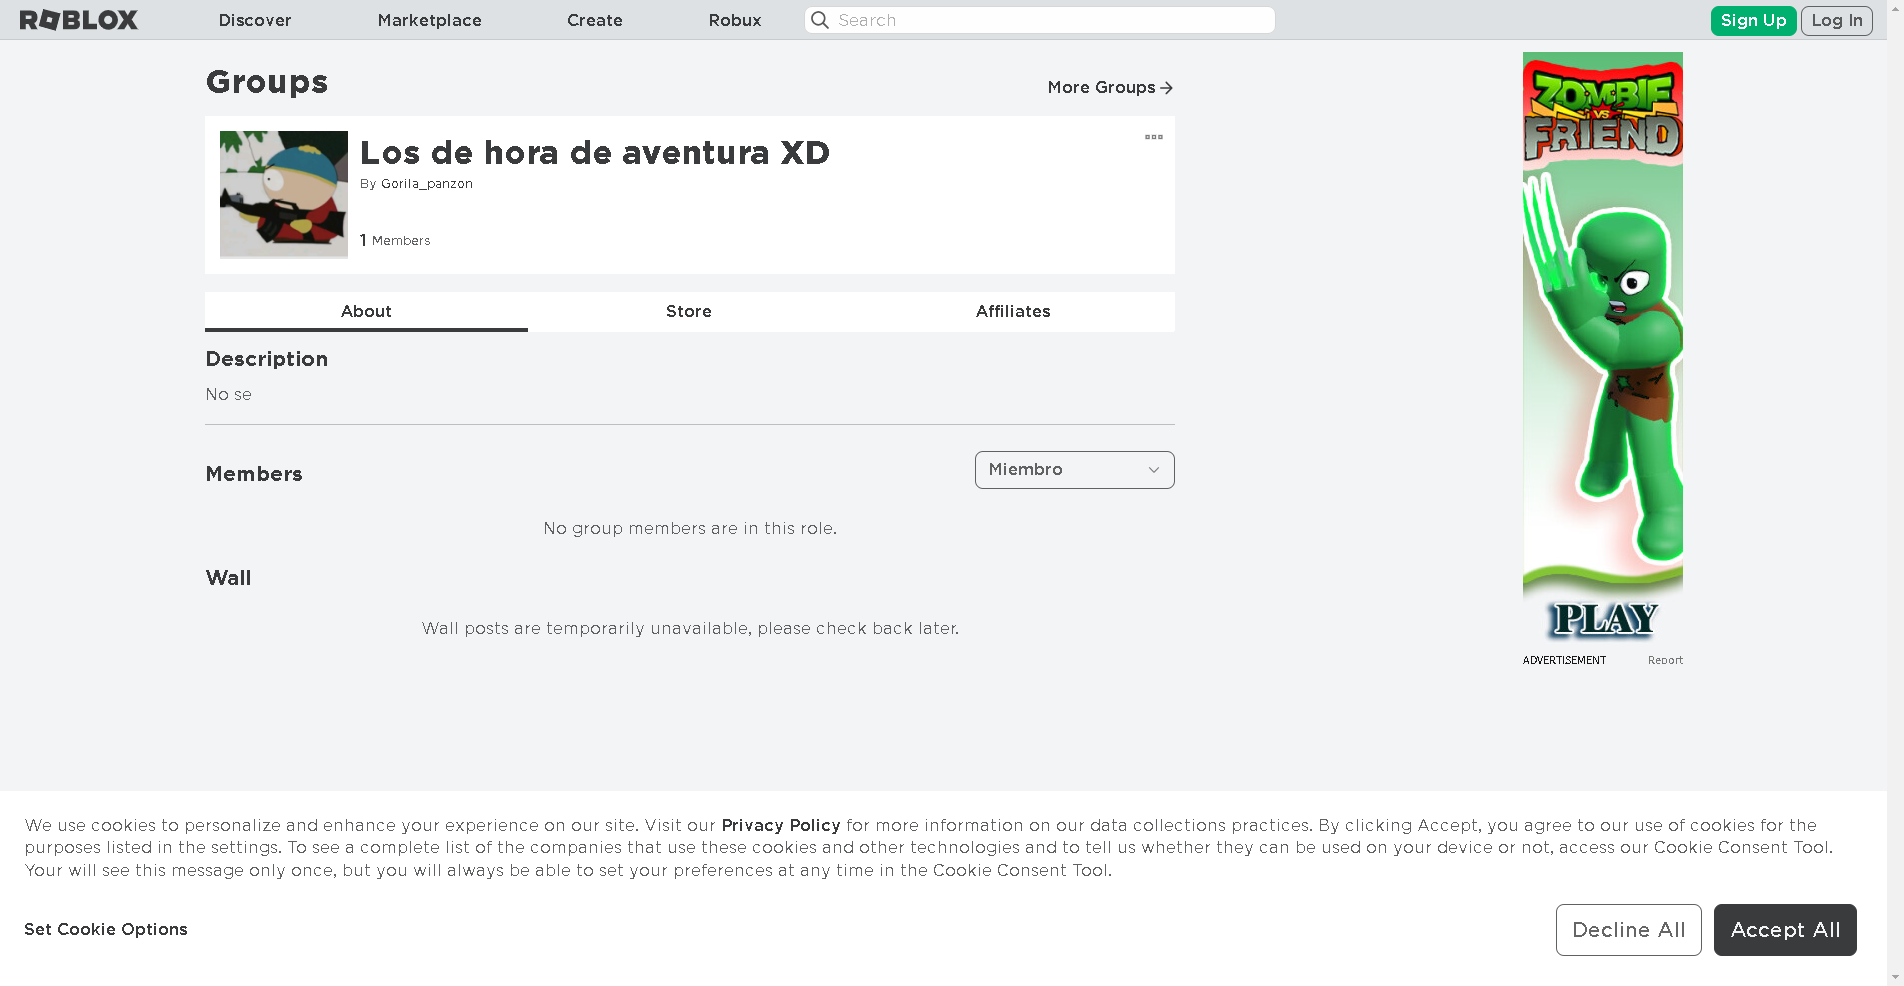 ROBLOX Discover Marketplace Create Robux Search Sign Up Log In
Groups
More Groups
Los de hora de aventura XD
By Gorila_panzon
1 Members
About Store Affiliates
Description
No se
Members
Miembro
No group members are in this role.
Wall
Wall posts are temporarily unavailable, please check back later.
ZOMBIE
VS
FRIEND
PLAY
ADVERTISEMENT Report
We use cookies to personalize and enhance your experience on our site. Visit our Privacy Policy for more information on our data collections practices. By clicking Accept, you agree to our use of cookies for the
purposes listed in the settings. To see a complete list of the companies that use these cookies and other technologies and to tell us whether they can be used on your device or not, access our Cookie Consent Tool.
Your will see this message only once, but you will always be able to set your preferences at any time in the Cookie Consent Tool.
Set Cookie Options
Decline All
Accept All